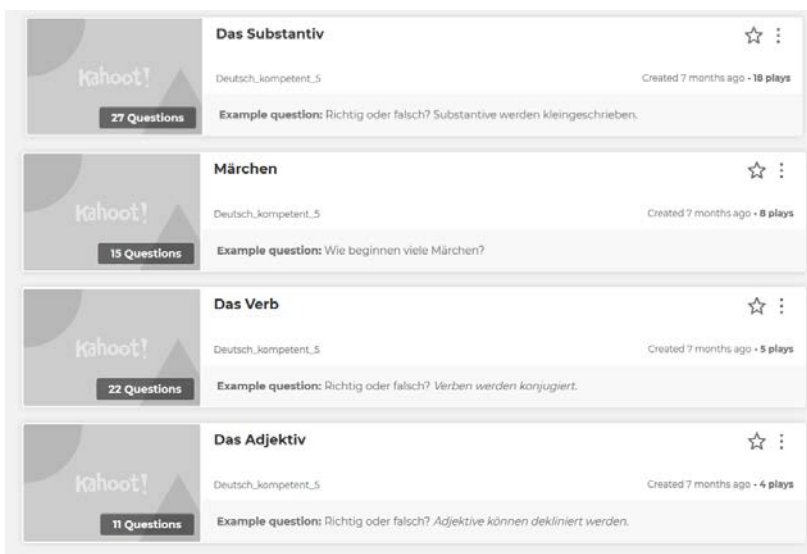 Das Substantiv
Kahoot!
Deutsch_kompetent_5
Created 7 months ago • 18 plays
27 Questions
Example question: Richtig oder falsch? Substantive werden kleingeschrieben.
Märchen
Kahoot!
Deutsch_kompetent_5
Created 7 months ago • 8 plays
15 Questions
Example question: Wie beginnen viele Märchen?
Das Verb
Kahoot!
Deutsch_kompetent_5
Created 7 months ago • 5 plays
22 Questions
Example question: Richtig oder falsch? Verben werden konjugiert.
Das Adjektiv
Kahoot!
Deutsch_kompetent_5
Created 7 months ago • 4 plays
11 Questions
Example question: Richtig oder falsch? Adjektive können dekliniert werden.